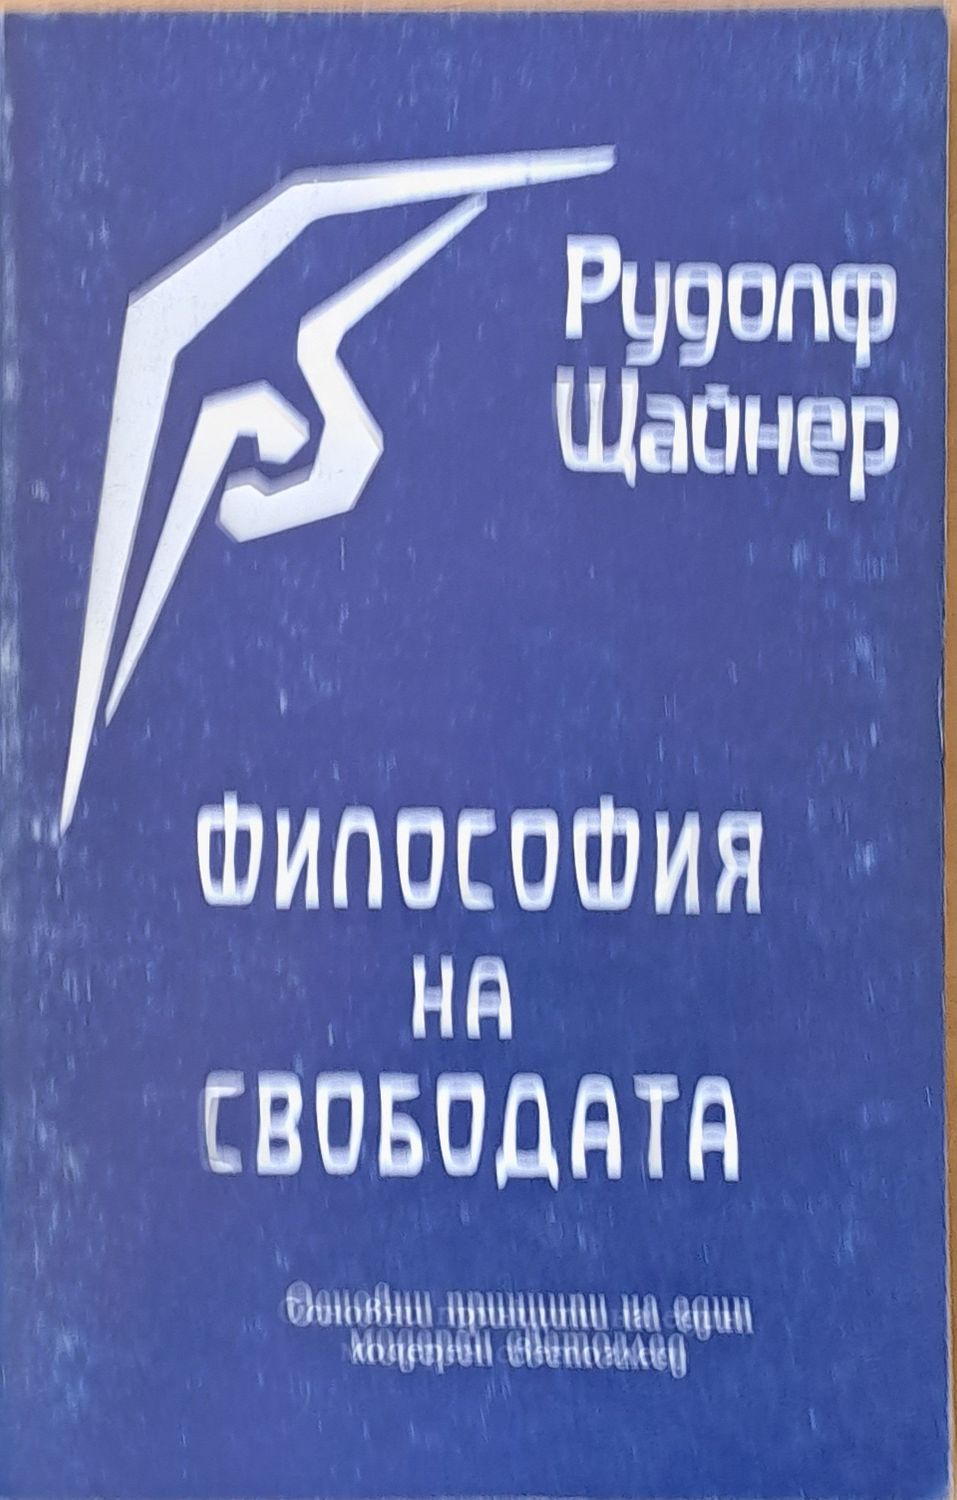 Рудолф
Щайнер
ФИЛОСОФИЯ
НА
СВОБОДАТА
Основни принципи на един
модерен светоглед